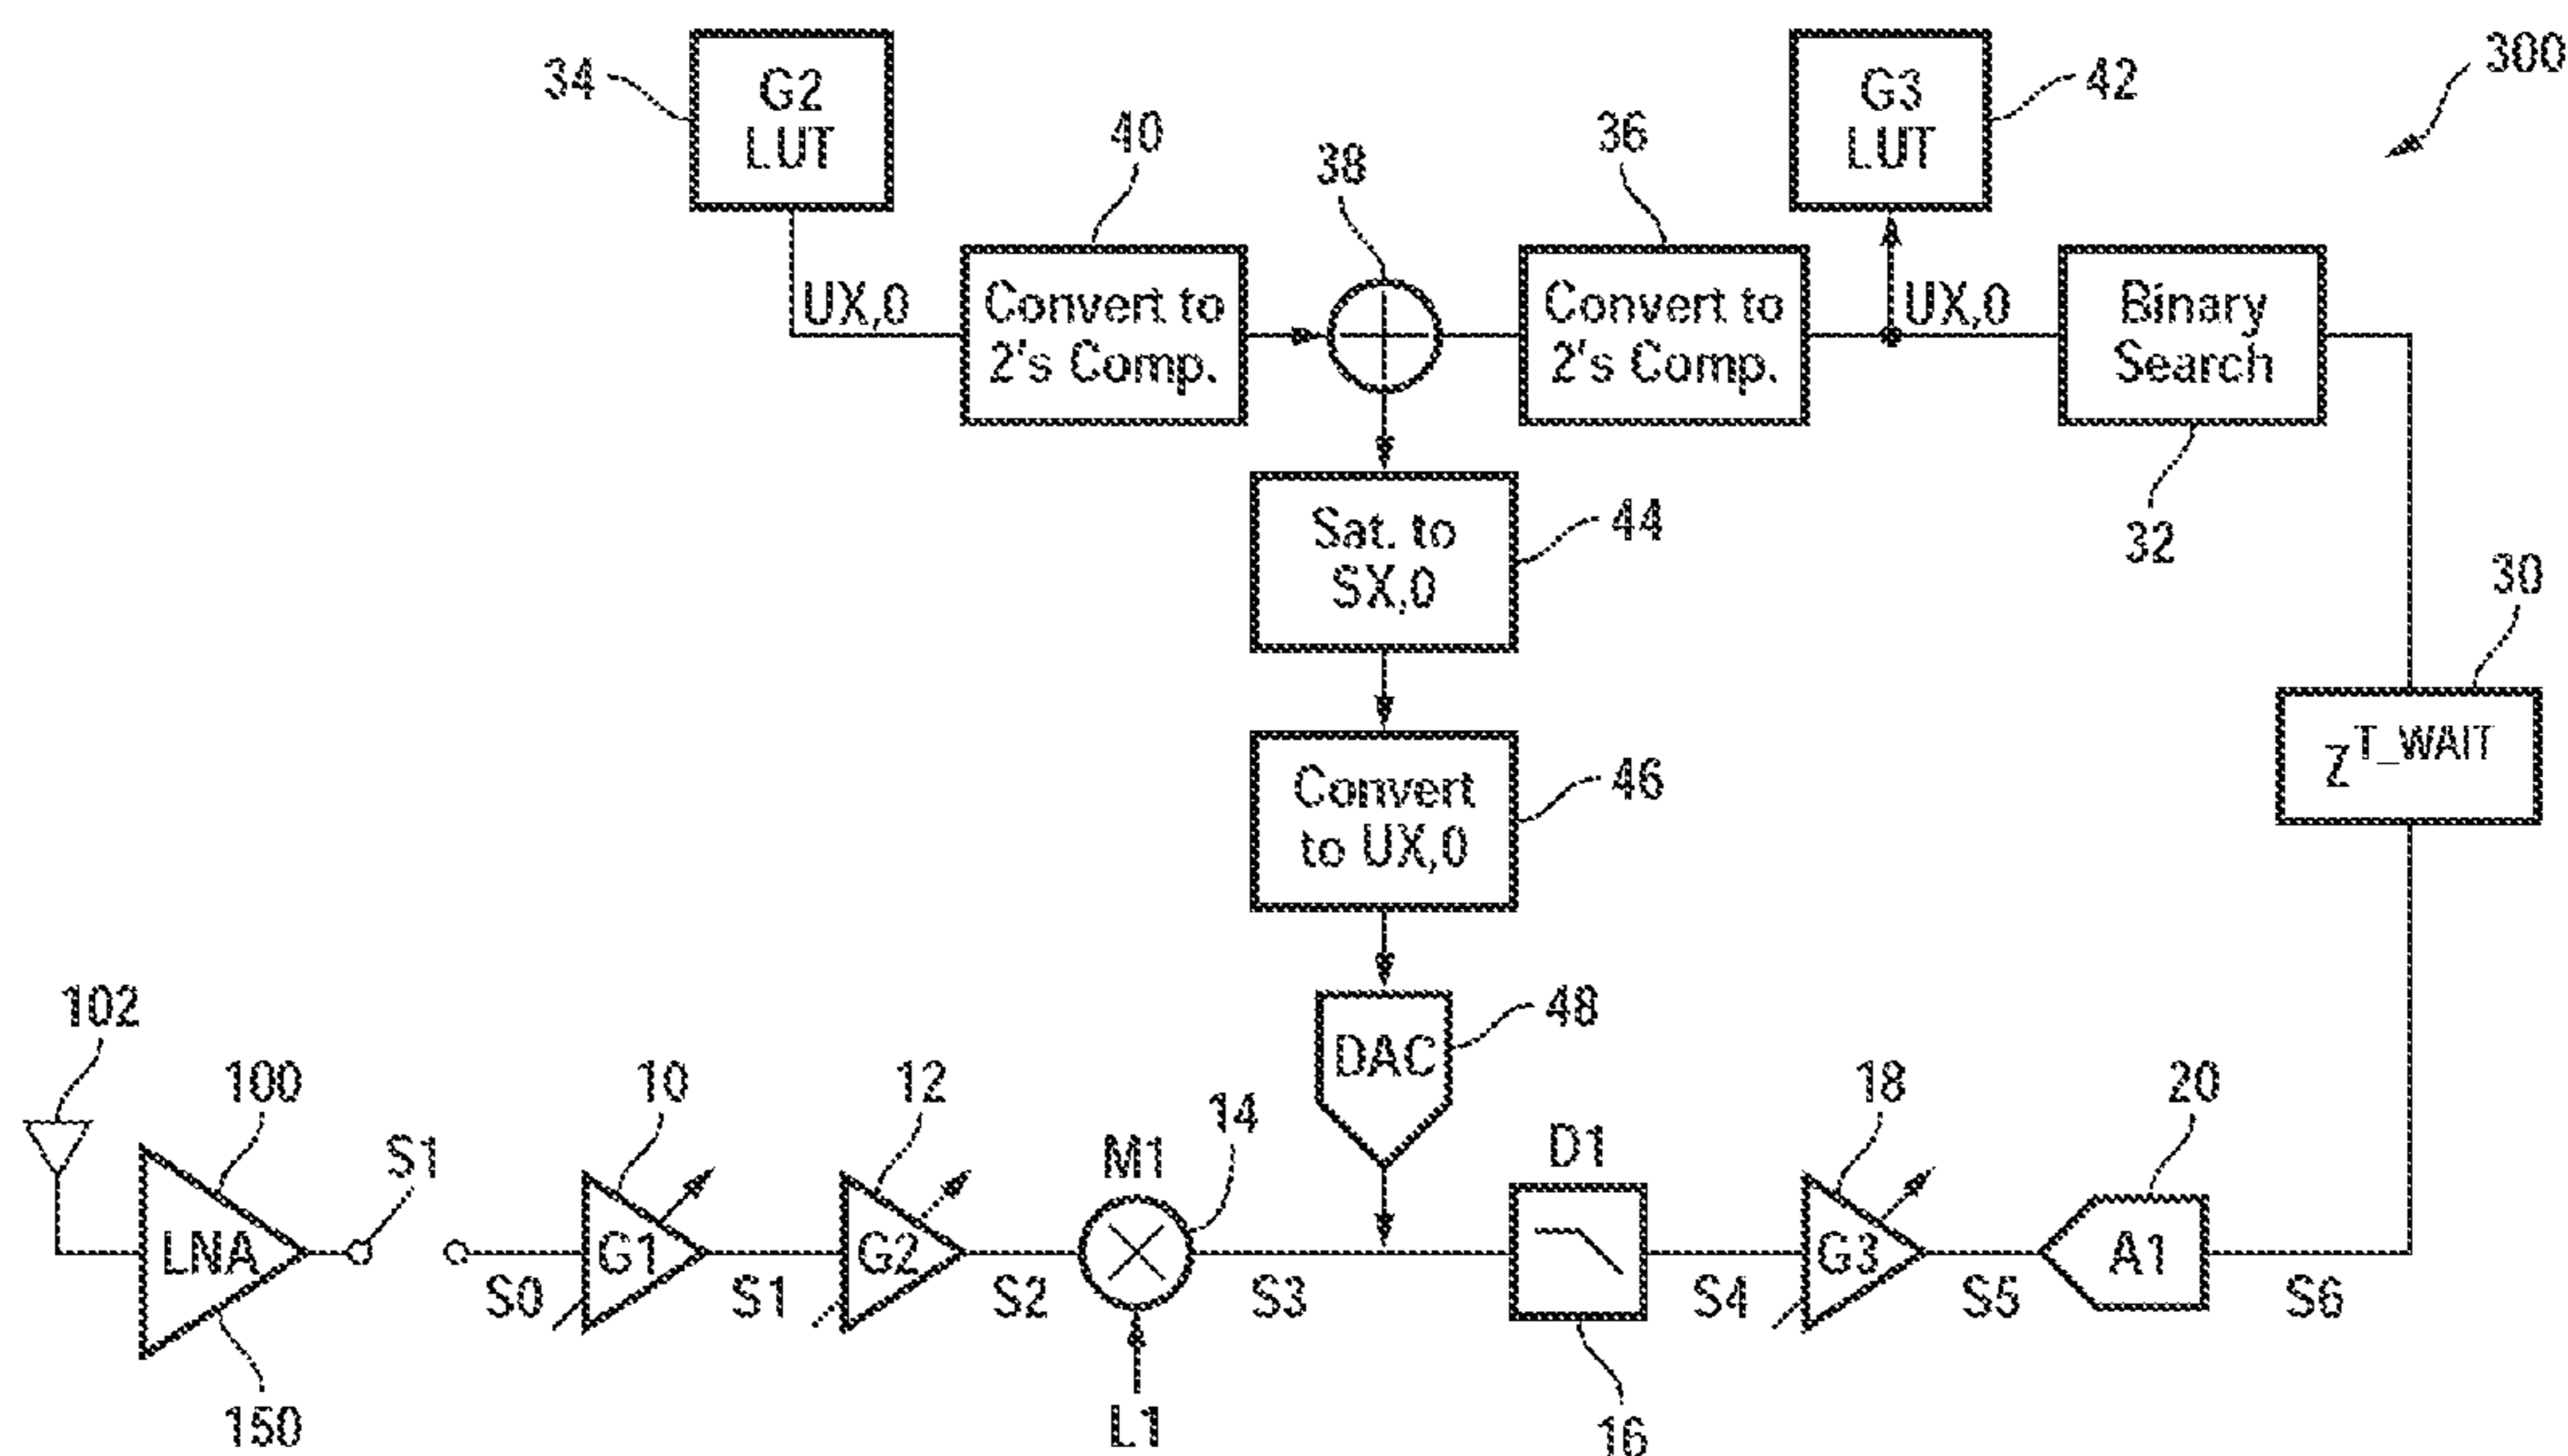 300
34
G2
LUT
G3
LUT
42
40
38
36
UX,0
Convert to
2's Comp.
Convert to
2's Comp.
UX,0
Binary
Search
32
Sat. to
SX,0
44
30
Z T_WAIT
Convert
to UX,0
46
DAC
48
102
100
LNA
150
S1
S0
10
G1
S1
12
G2
S2
M1
14
L1
S3
D1
16
S4
18
G3
S5
20
A1
S6